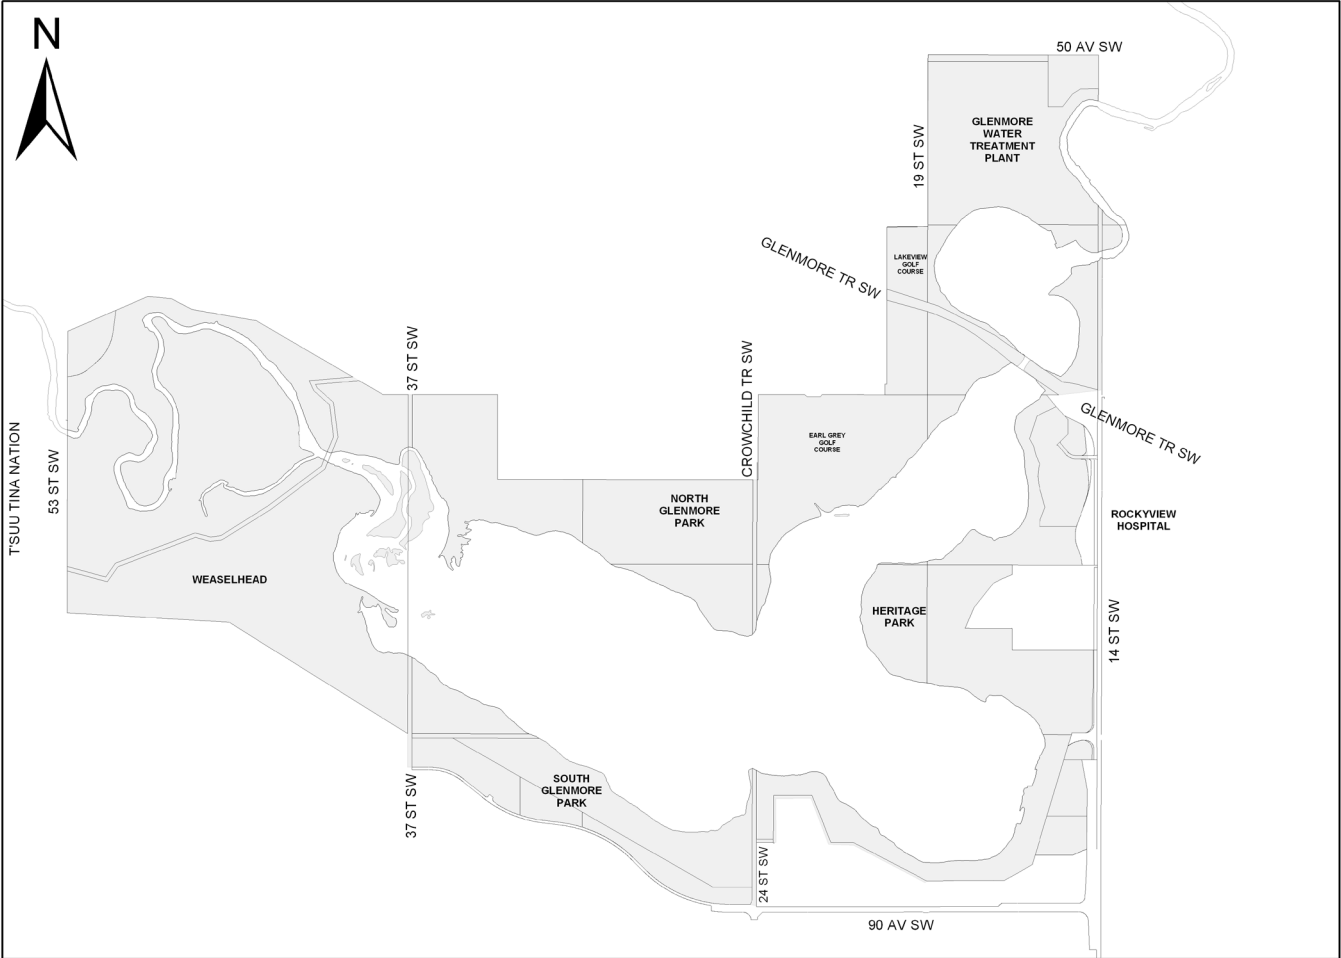 N
50 AV SW
GLENMORE
WATER
TREATMENT
PLANT
19 ST SW
GLENMORE TR SW
LAKEVIEW
GOLF
COURSE
37 ST SW
CROWCHILD TR SW
GLENMORE TR SW
EARL GREY
GOLF
COURSE
T'SUU TINA NATION
53 ST SW
NORTH
GLENMORE
PARK
ROCKYVIEW
HOSPITAL
WEASELHEAD
HERITAGE
PARK
14 ST SW
37 ST SW
SOUTH
GLENMORE
PARK
24 ST SW
90 AV SW